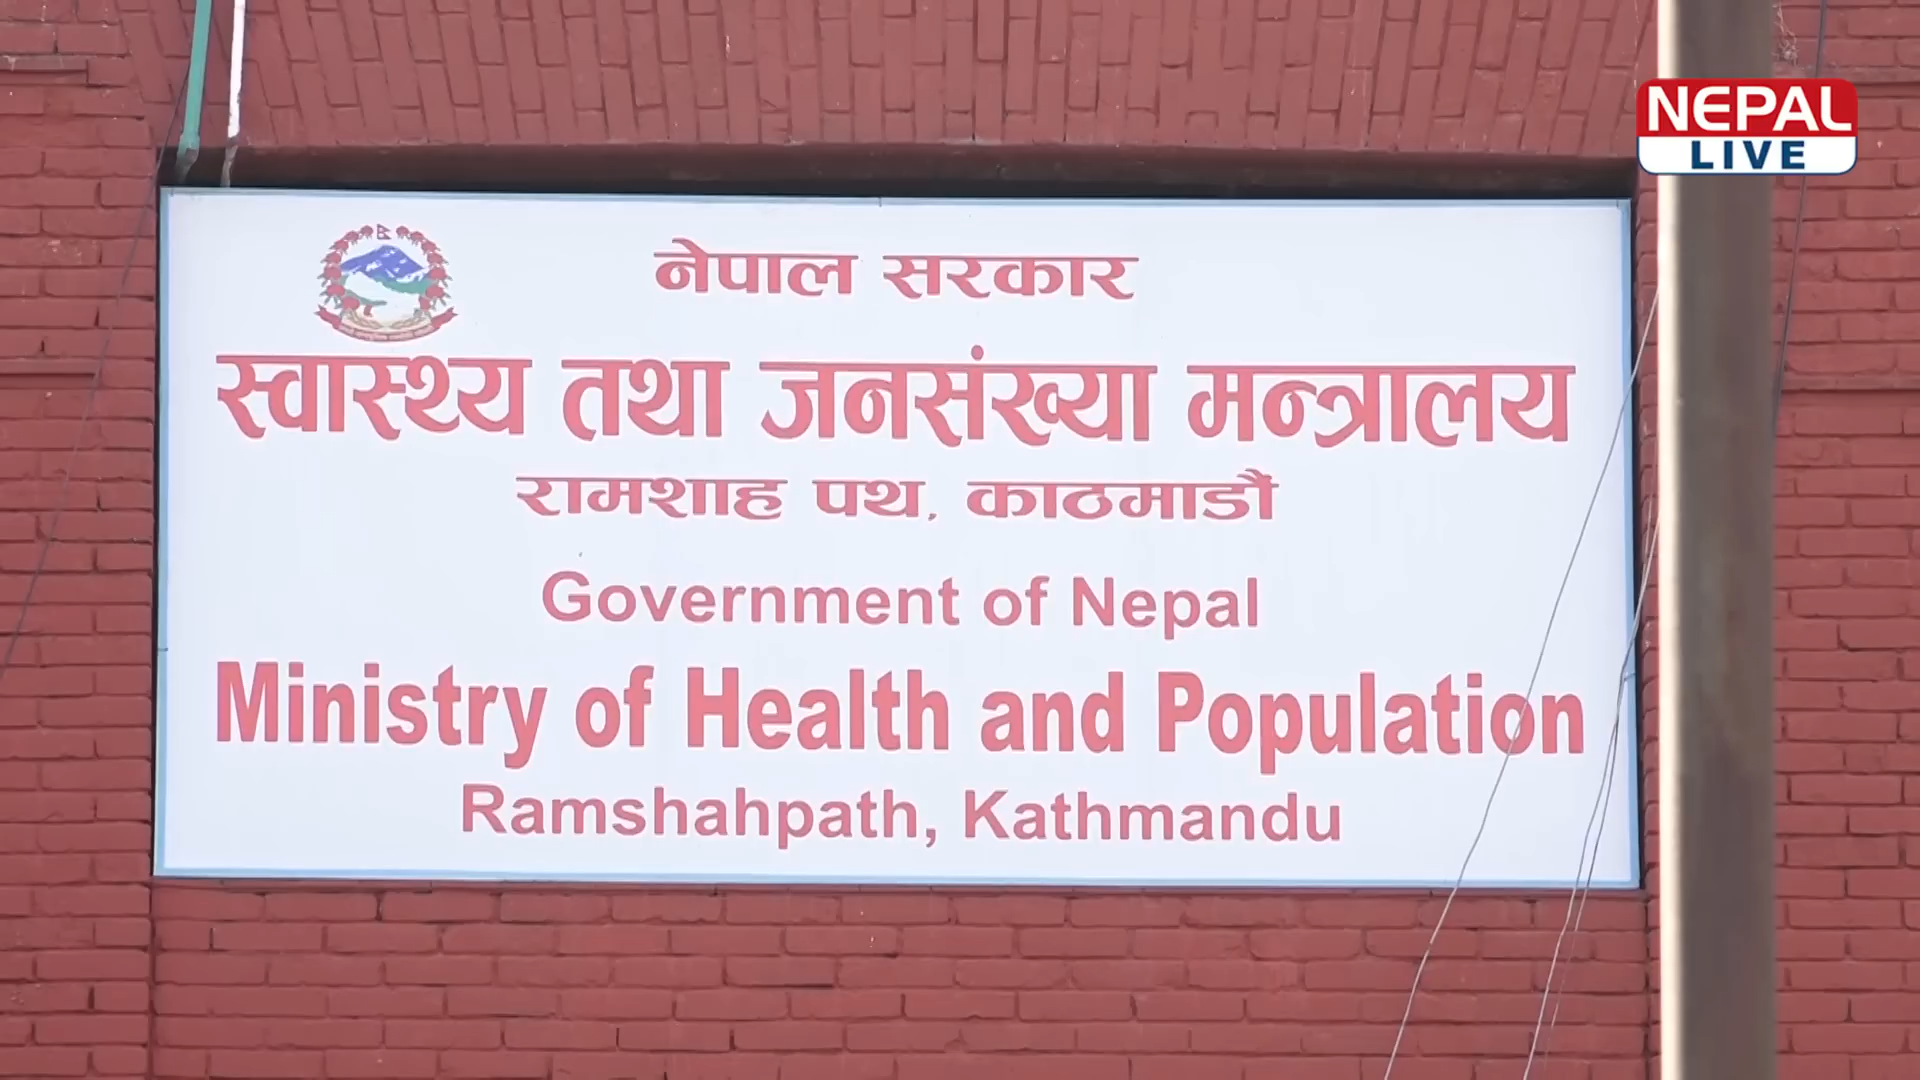 NEPAL
LIVE
नेपाल सरकार
स्वास्थ्य तथा जनसंख्या मन्त्रालय
रामशाह पथ, काठमाडौं
Government of Nepal
Ministry of Health and Population
Ramshahpath, Kathmandu